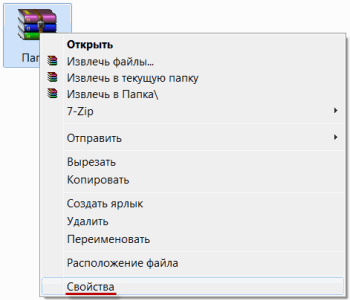 Пап
Открыть
Извлечь файлы...
Извлечь в текущую папку
Извлечь в Папка\
7-Zip
Отправить
Вырезать
Копировать
Создать ярлык
Удалить
Переименовать
Расположение файла
Свойства